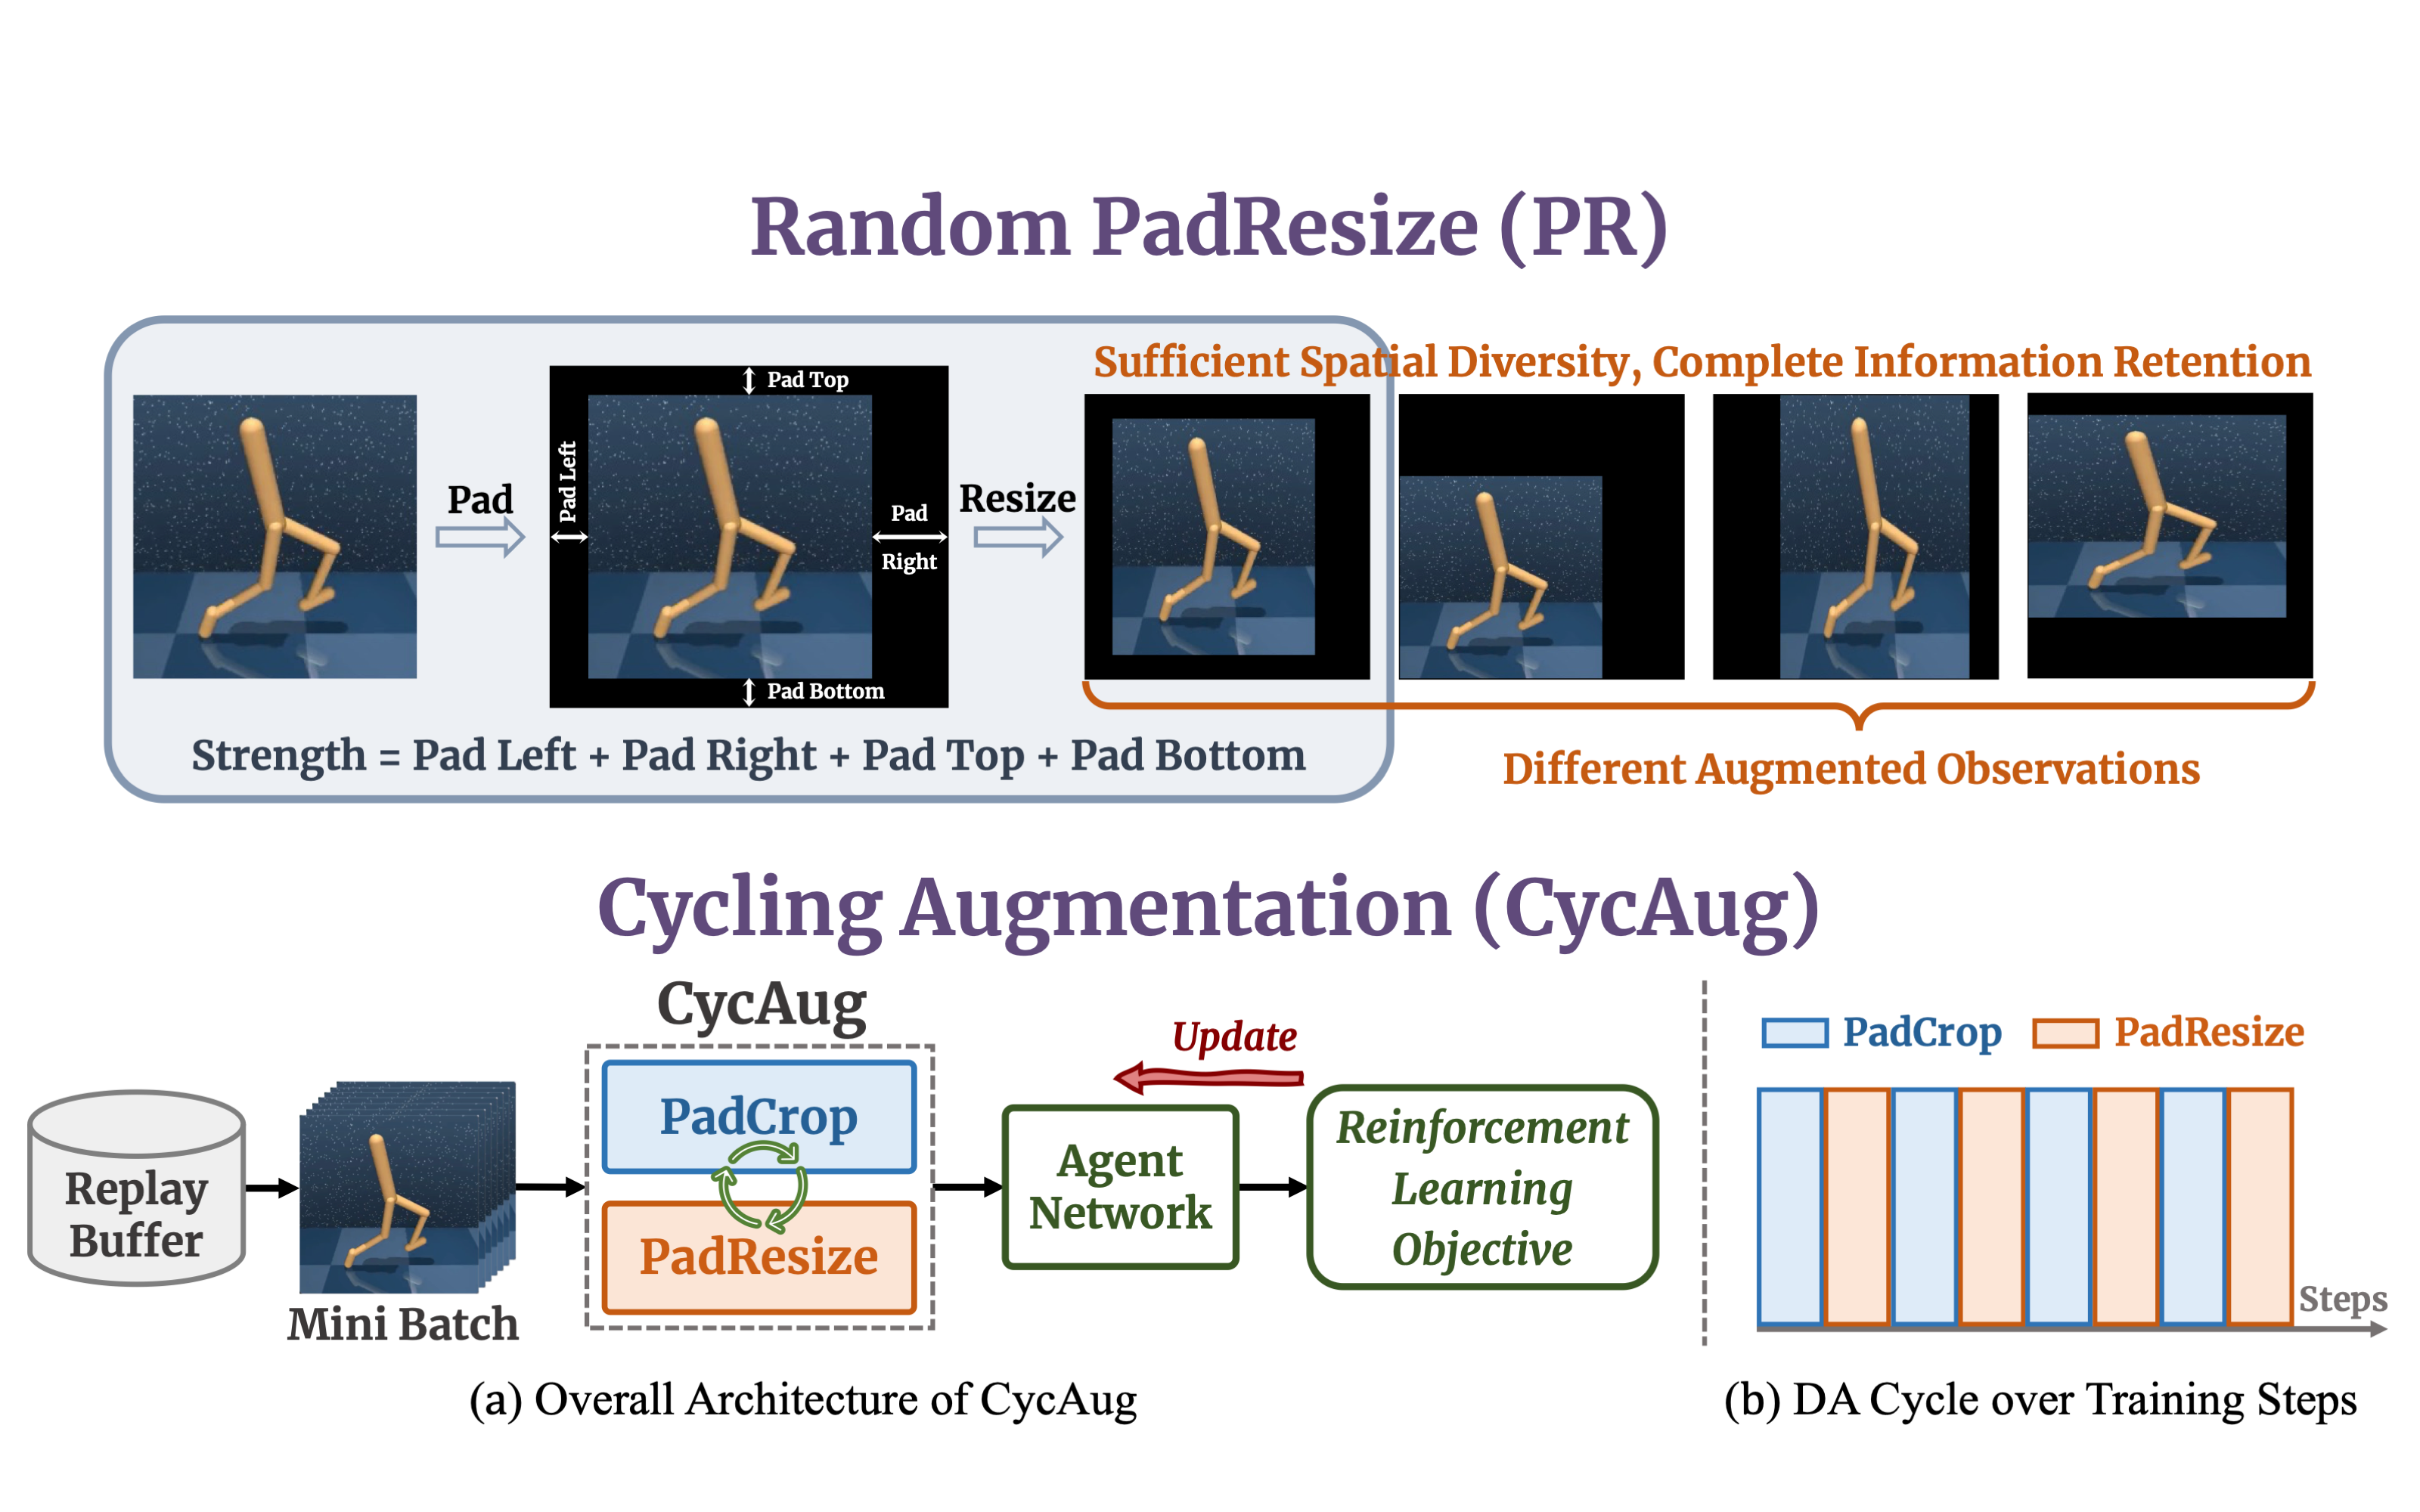 Random PadResize (PR)
Sufficient Spatial Diversity, Complete Information Retention
Pad
Pad Top
Pad Left
Pad
Right
Pad Bottom
Resize
Strength = Pad Left + Pad Right + Pad Top + Pad Bottom
Different Augmented Observations
Cycling Augmentation (CycAug)
CycAug
Replay
Buffer
Mini Batch
PadCrop
PadResize
Update
Agent
Network
Reinforcement
Learning
Objective
(a) Overall Architecture of CycAug
PadCrop
PadResize
Steps
(b) DA Cycle over Training Steps